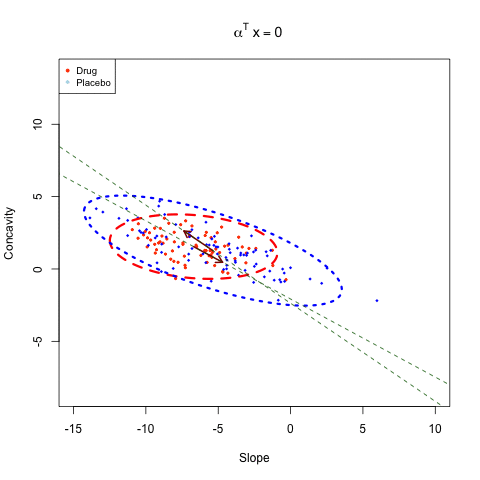 α^T x = 0
Drug
Placebo
10
5
0
-5
Concavity
-15 -10 -5 0 5 10
Slope